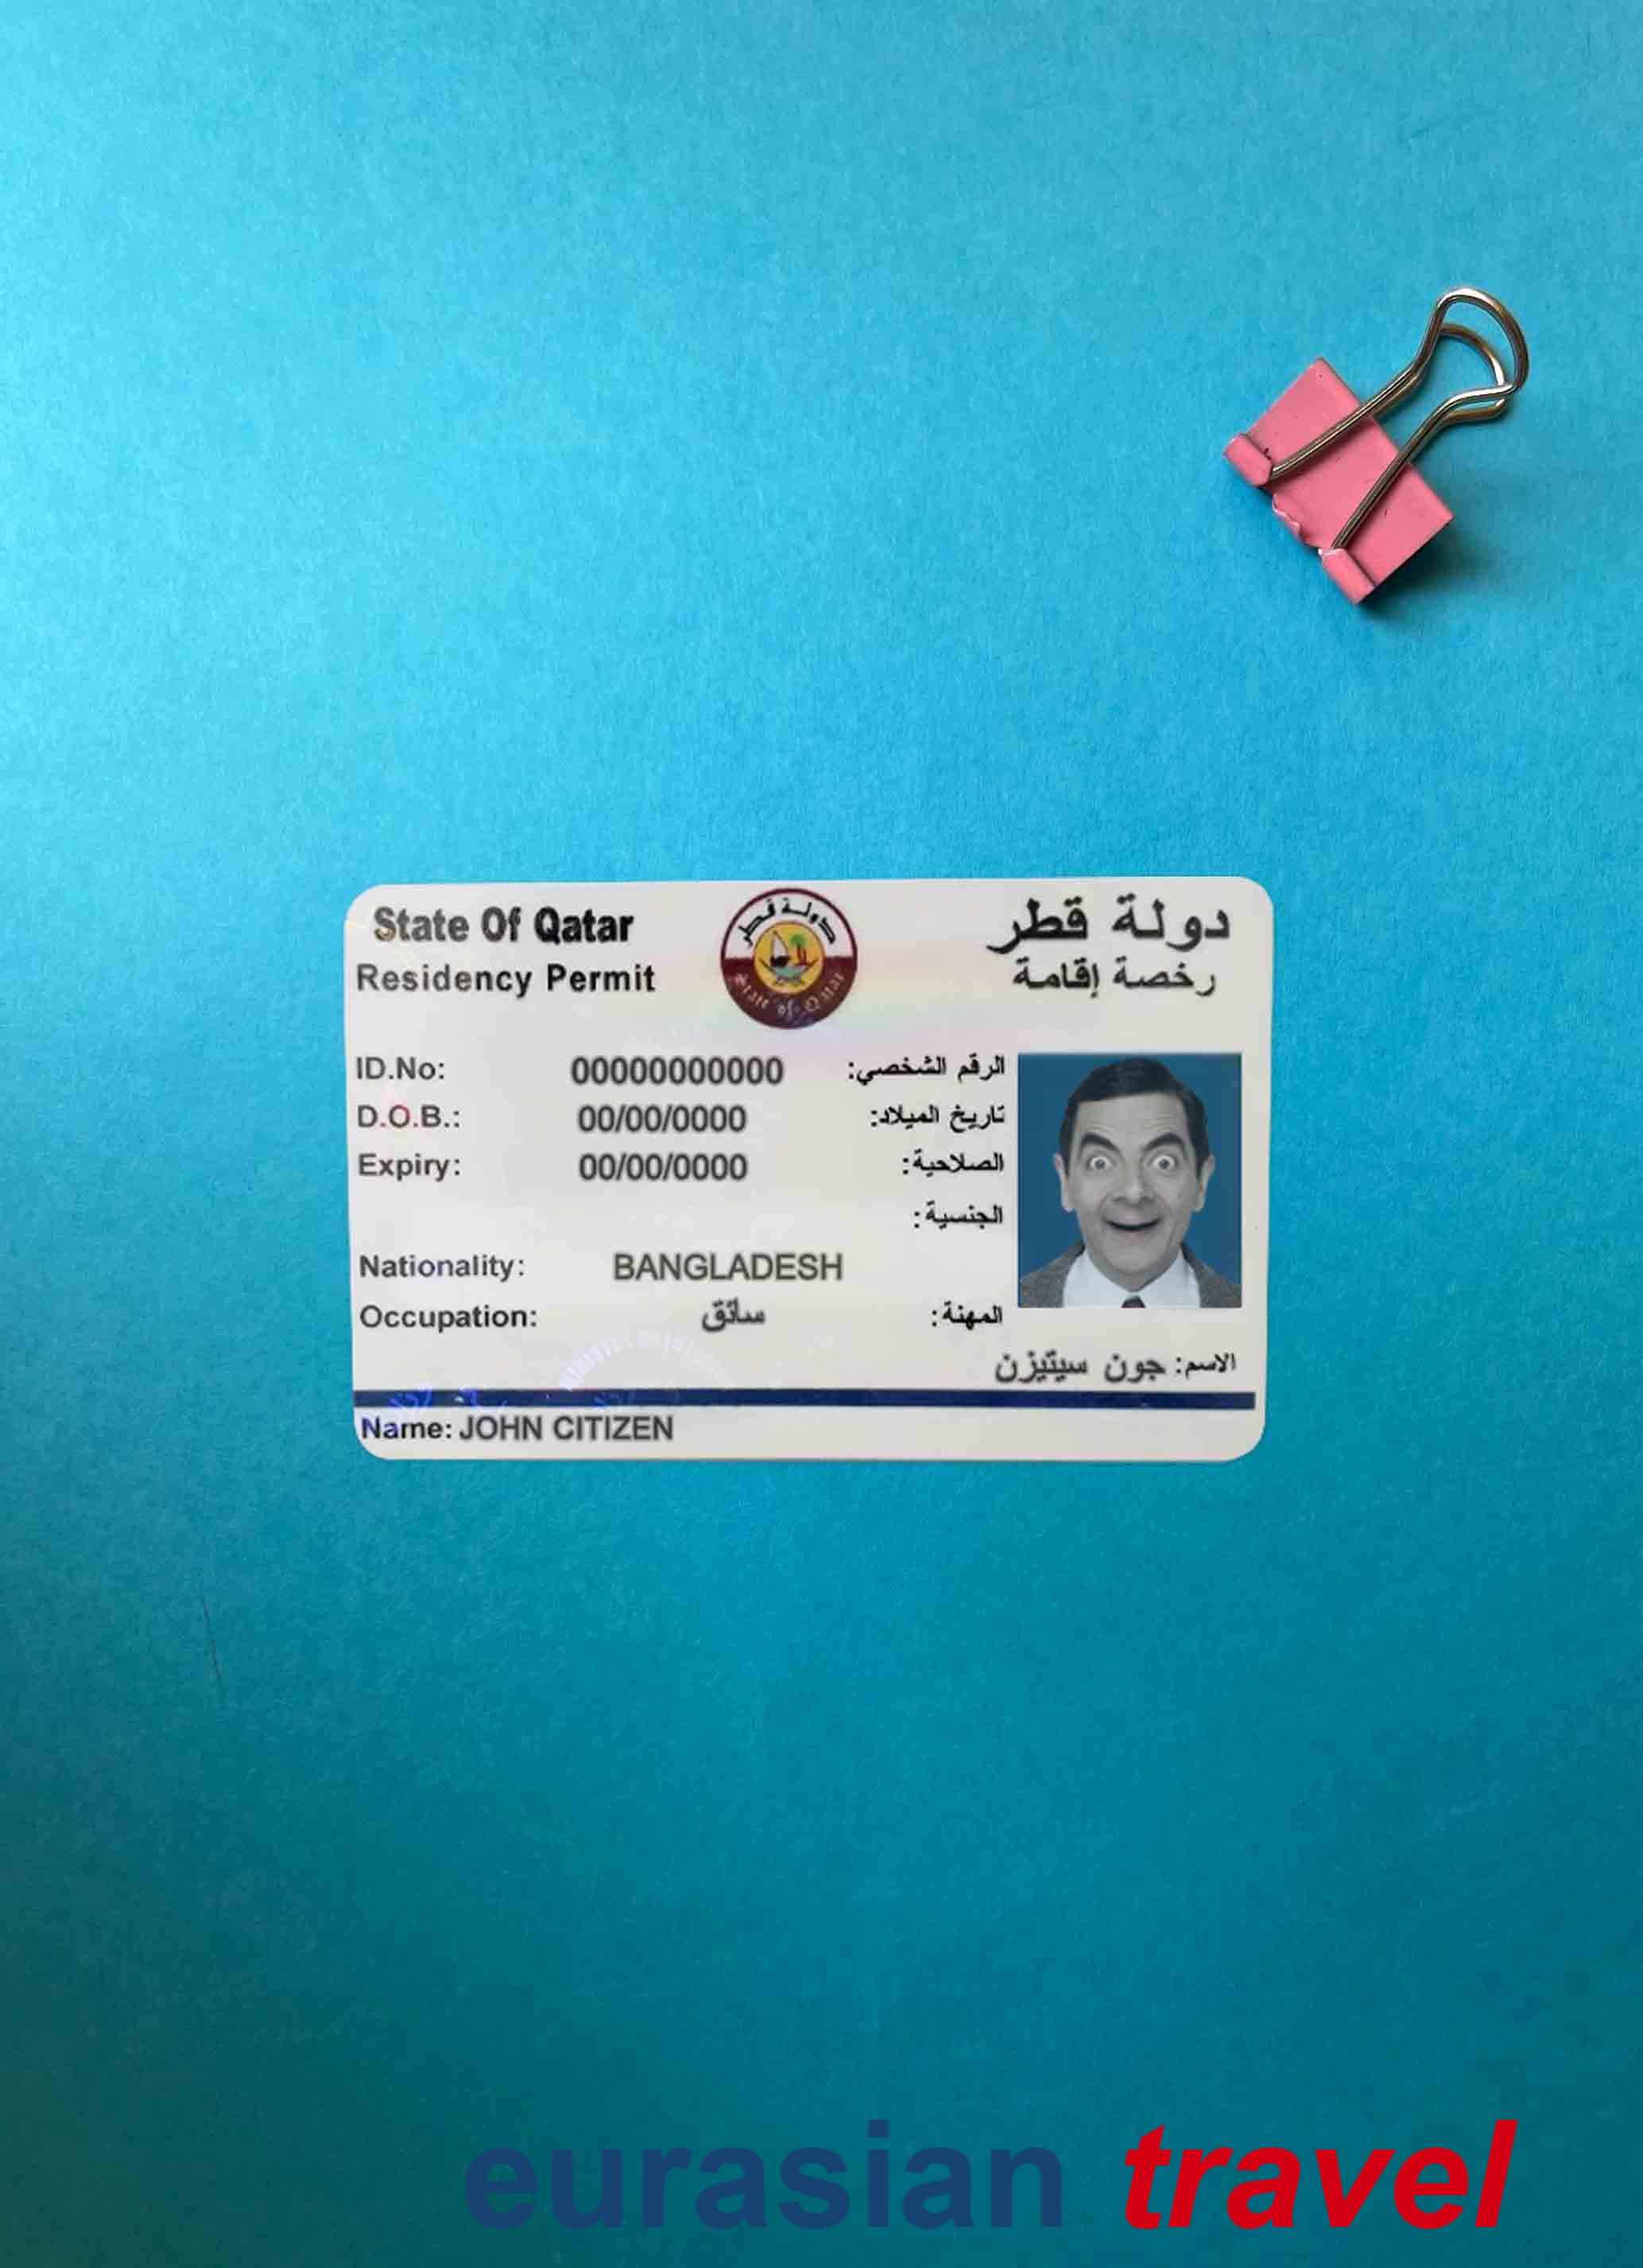 State Of Qatar
دولة قطر
Residency Permit
رخصة إقامة
دولة قطر
State of Qatar
ID.No: 00000000000 الرقم الشخصي:
D.O.B.: 00/00/0000 تاريخ الميلاد:
Expiry: 00/00/0000 الصلاحية:
الجنسية:
Nationality: BANGLADESH
Occupation: سائق المهنة:
الاسم: جون سيتيزن
Name: JOHN CITIZEN
eurasian travel